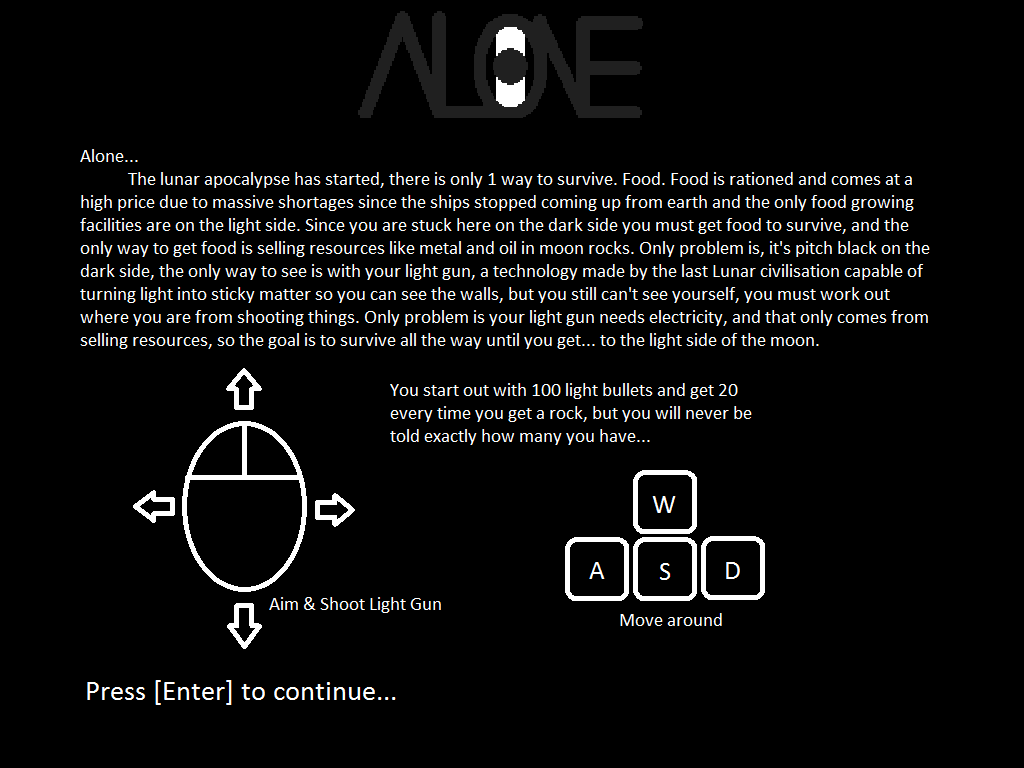 ALONE
Alone...
The lunar apocalypse has started, there is only 1 way to survive. Food. Food is rationed and comes at a
high price due to massive shortages since the ships stopped coming up from earth and the only food growing
facilities are on the light side. Since you are stuck here on the dark side you must get food to survive, and the
only way to get food is selling resources like metal and oil in moon rocks. Only problem is, it's pitch black on the
dark side, the only way to see is with your light gun, a technology made by the last Lunar civilisation capable of
turning light into sticky matter so you can see the walls, but you still can't see yourself, you must work out
where you are from shooting things. Only problem is your light gun needs electricity, and that only comes from
selling resources, so the goal is to survive all the way until you get... to the light side of the moon.
You start out with 100 light bullets and get 20
every time you get a rock, but you will never be
told exactly how many you have...
W
A S D
Aim & Shoot Light Gun
Move around
Press [Enter] to continue...